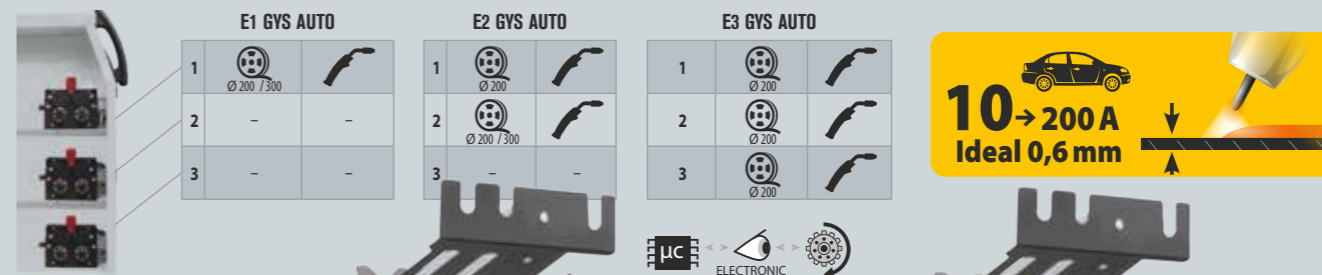 E1 GYS AUTO
1 Ø 200 / 300
2 – –
3 – –
E2 GYS AUTO
1 Ø 200
2 Ø 200 / 300
3 – –
E3 GYS AUTO
1 Ø 200
2 Ø 200
3 Ø 200
10→200 A
Ideal 0,6 mm
µc
ELECTRONIC